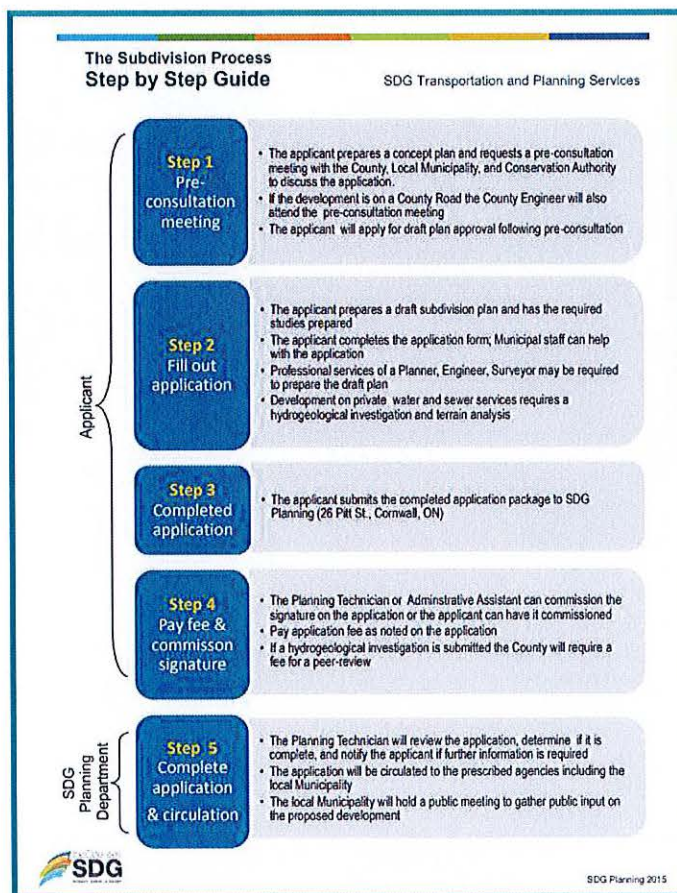 The Subdivision Process
Step by Step Guide
SDG Transportation and Planning Services
Applicant
Step 1
Pre-
consultation
meeting
• The applicant prepares a concept plan and requests a pre-consultation
meeting with the County, Local Municipality, and Conservation Authority
to discuss the application.
• If the development is on a County Road the County Engineer will also
attend the pre-consultation meeting
• The applicant will apply for draft plan approval following pre-consultation
Step 2
Fill out
application
• The applicant prepares a draft subdivision plan and has the required
studies prepared
• The applicant completes the application form; Municipal staff can help
with the application
• Professional services of a Planner, Engineer, Surveyor may be required
to prepare the draft plan
• Development on private water and sewer services requires a
hydrogeological investigation and terrain analysis
Step 3
Completed
application
• The applicant submits the completed application package to SDG
Planning (26 Pitt St., Cornwall, ON)
Step 4
Pay fee &
commisson
signature
• The Planning Technician or Adminstrative Assistant can commission the
signature on the application or the applicant can have it commissioned
• Pay application fee as noted on the application
• If a hydrogeological investigation is submitted the County will require a
fee for a peer-review
SDG
Planning
Department
Step 5
Complete
application
& circulation
• The Planning Technician will review the application, determine if it is
complete, and notify the applicant if further information is required
• The application will be circulated to the prescribed agencies including the
local Municipality
• The local Municipality will hold a public meeting to gather public input on
the proposed development
SDG
SDG Planning 2015